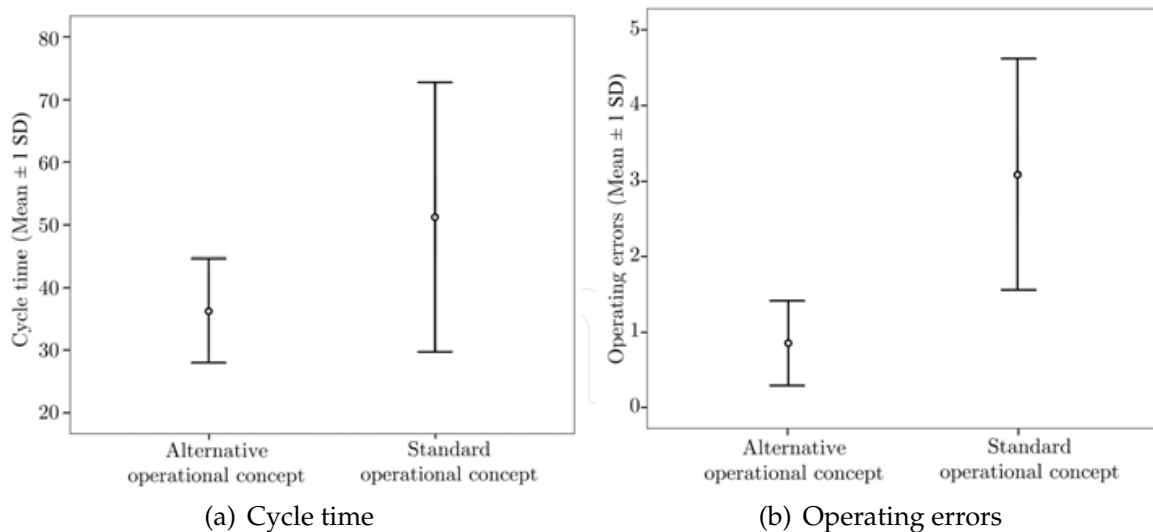 Cycle time (Mean ± 1 SD)
80
70
60
50
40
30
20
Alternative
operational concept
Standard
operational concept
(a) Cycle time
Operating errors (Mean ± 1 SD)
5
4
3
2
1
0
Alternative
operational concept
Standard
operational concept
(b) Operating errors